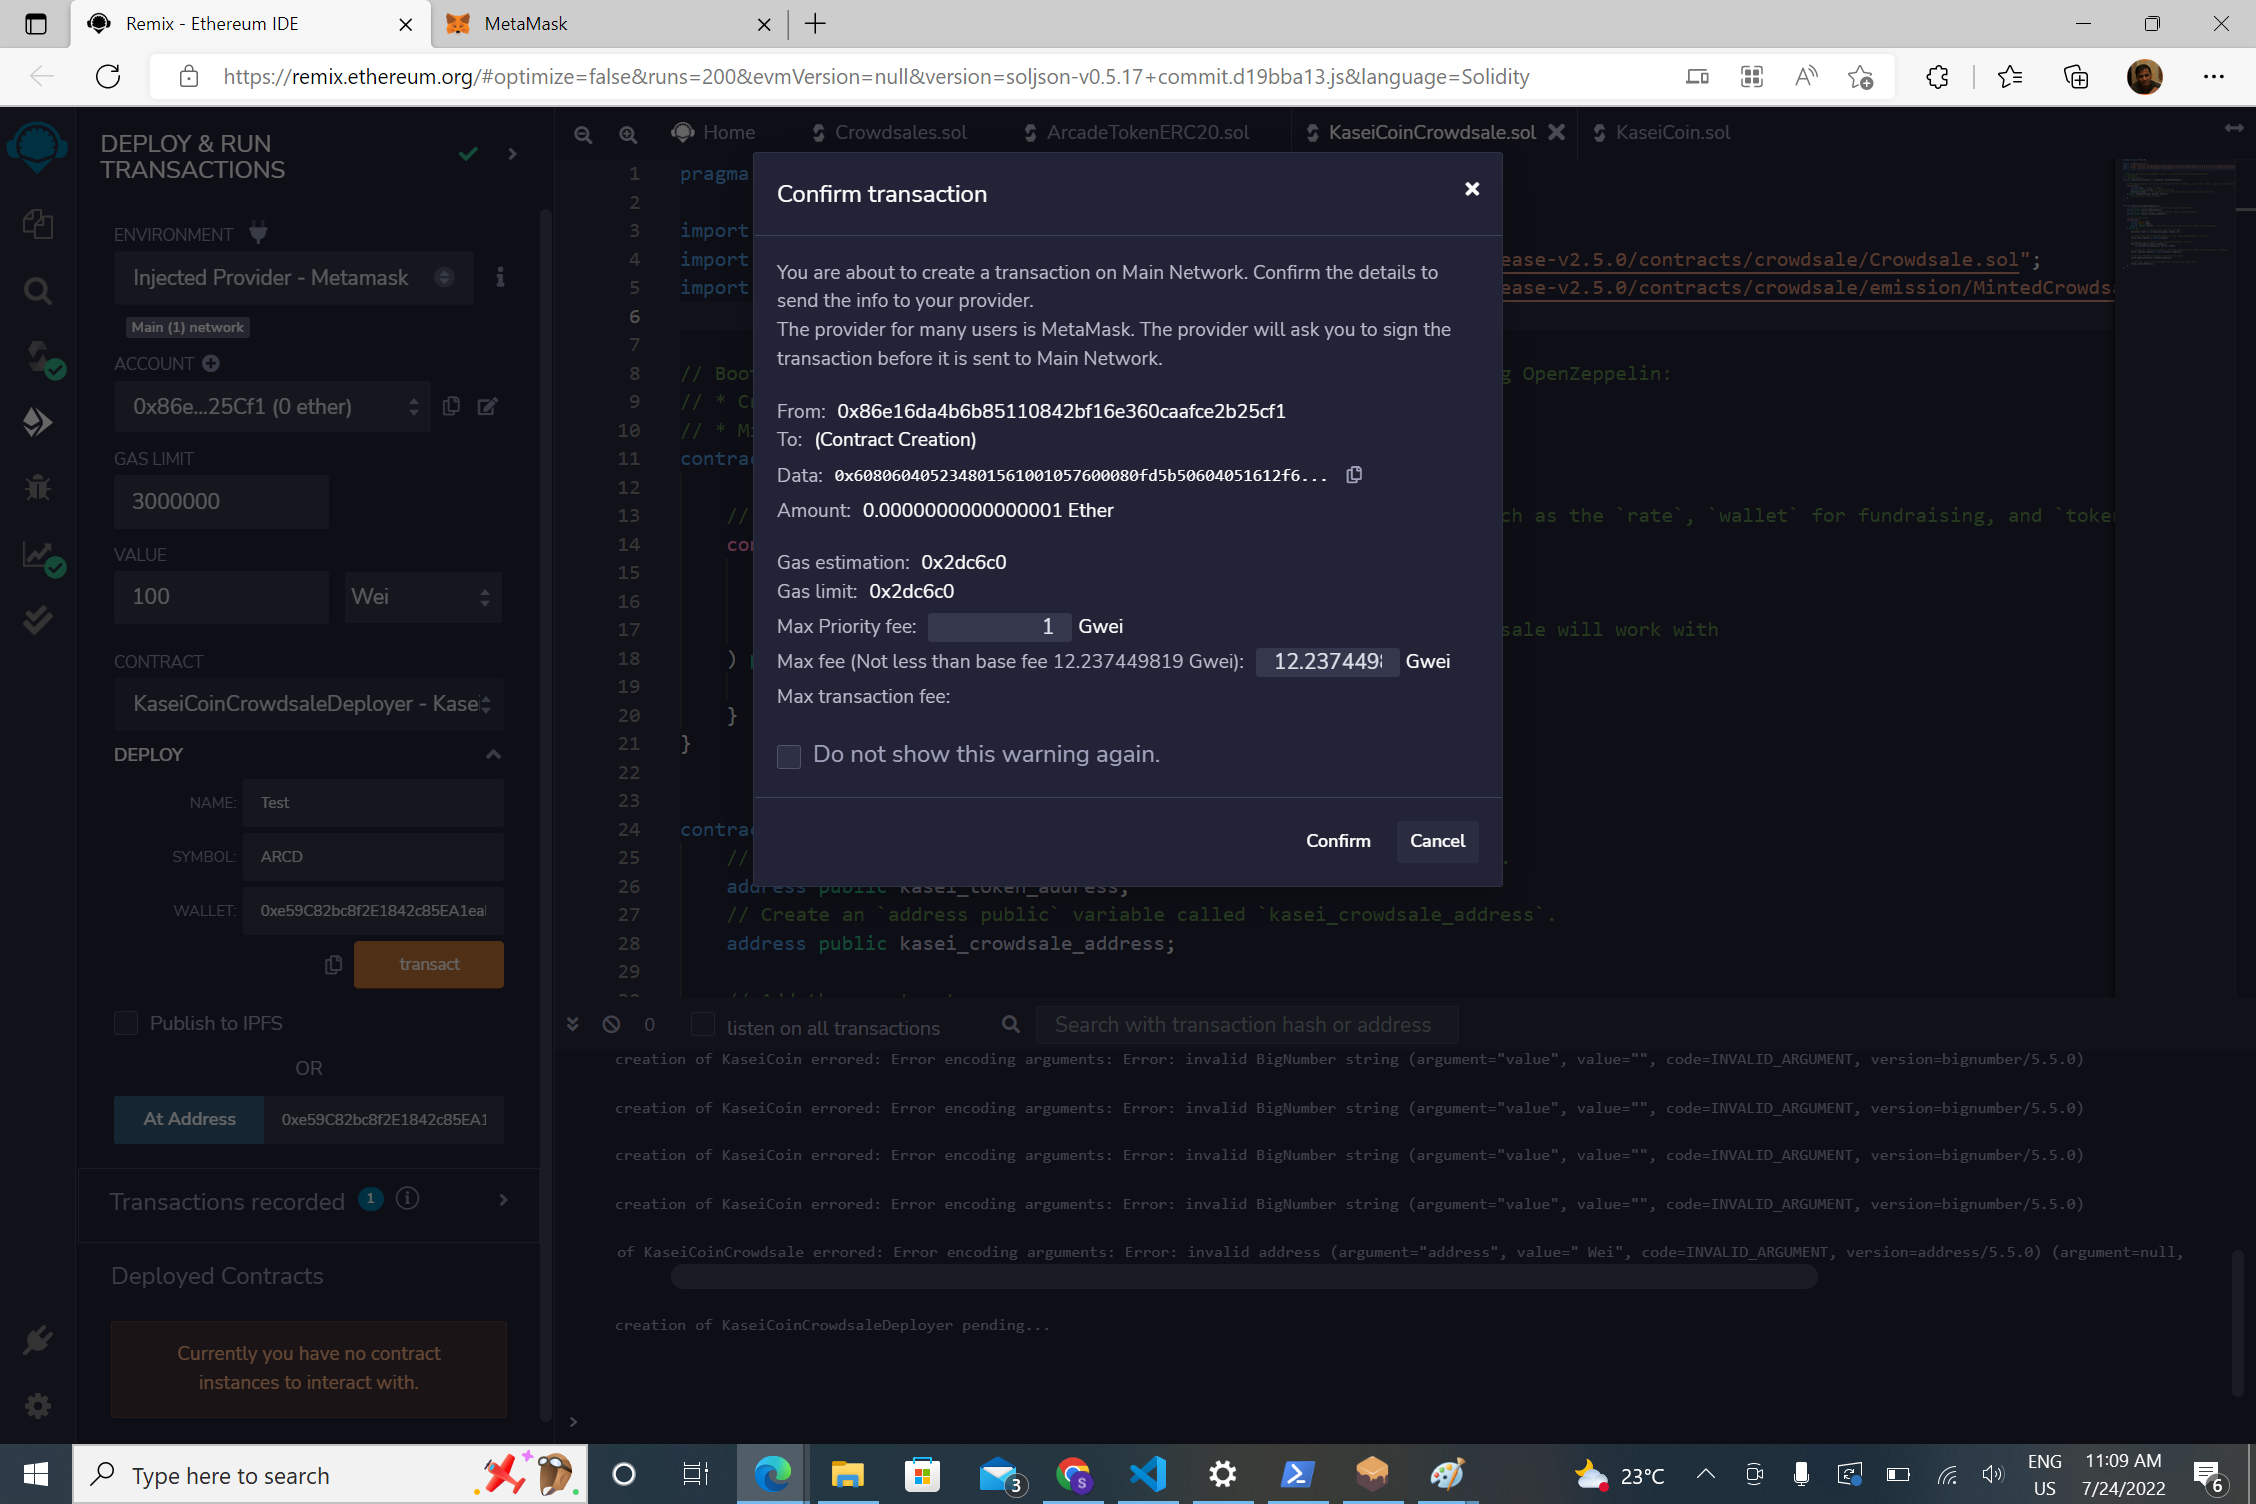 Remix - Ethereum IDE
MetaMask
https://remix.ethereum.org/#optimize=false&runs=200&evmVersion=null&version=soljson-v0.5.17+commit.d19bba13.js&language=Solidity
DEPLOY & RUN
TRANSACTIONS
ENVIRONMENT
Injected Provider - Metamask
Main (1) network
ACCOUNT
0x86e...25Cf1 (0 ether)
GAS LIMIT
3000000
VALUE
100
Wei
CONTRACT
KaseiCoinCrowdsaleDeployer - Kase
DEPLOY
NAME: Test
SYMBOL: ARCD
WALLET: 0xe59C82bc8f2E1842c85EA1ea
transact
Publish to IPFS
OR
At Address 0xe59C82bc8f2E1842c85EA1
Transactions recorded 1
Deployed Contracts
Currently you have no contract
instances to interact with.
Home
Crowdsales.sol
ArcadeTokenERC20.sol
KaseiCoinCrowdsale.sol
KaseiCoin.sol
1 pragma
2
3 import
4 import ase-v2.5.0/contracts/crowdsale/Crowdsale.sol";
5 import ase-v2.5.0/contracts/crowdsale/emission/MintedCrowdsa
6
7
8 // Boot g OpenZeppelin:
9 // * C
10 // * M
11 contrac
12
13 // ch as the `rate`, `wallet` for fundraising, and `token
14 con
15
16
17 sale will work with
18 ) p
19
20 }
21 }
22
23
24 contrac
25 // .
26 address public kasei_token_address;
27 // Create an `address public` variable called `kasei_crowdsale_address`.
28 address public kasei_crowdsale_address;
29
Confirm transaction
You are about to create a transaction on Main Network. Confirm the details to
send the info to your provider.
The provider for many users is MetaMask. The provider will ask you to sign the
transaction before it is sent to Main Network.
From: 0x86e16da4b6b85110842bf16e360caafce2b25cf1
To: (Contract Creation)
Data: 0x608060405234801561001057600080fd5b50604051612f6...
Amount: 0.0000000000000001 Ether
Gas estimation: 0x2dc6c0
Gas limit: 0x2dc6c0
Max Priority fee: 1 Gwei
Max fee (Not less than base fee 12.237449819 Gwei): 12.2374498 Gwei
Max transaction fee:
Do not show this warning again.
Confirm
Cancel
0
listen on all transactions
Search with transaction hash or address
creation of KaseiCoin errored: Error encoding arguments: Error: invalid BigNumber string (argument="value", value="", code=INVALID_ARGUMENT, version=bignumber/5.5.0)
creation of KaseiCoin errored: Error encoding arguments: Error: invalid BigNumber string (argument="value", value="", code=INVALID_ARGUMENT, version=bignumber/5.5.0)
creation of KaseiCoin errored: Error encoding arguments: Error: invalid BigNumber string (argument="value", value="", code=INVALID_ARGUMENT, version=bignumber/5.5.0)
creation of KaseiCoin errored: Error encoding arguments: Error: invalid BigNumber string (argument="value", value="", code=INVALID_ARGUMENT, version=bignumber/5.5.0)
of KaseiCoinCrowdsale errored: Error encoding arguments: Error: invalid address (argument="address", value=" Wei", code=INVALID_ARGUMENT, version=address/5.5.0) (argument=null,
creation of KaseiCoinCrowdsaleDeployer pending...
>
Type here to search
3
S
23°C
ENG
US
11:09 AM
7/24/2022
6